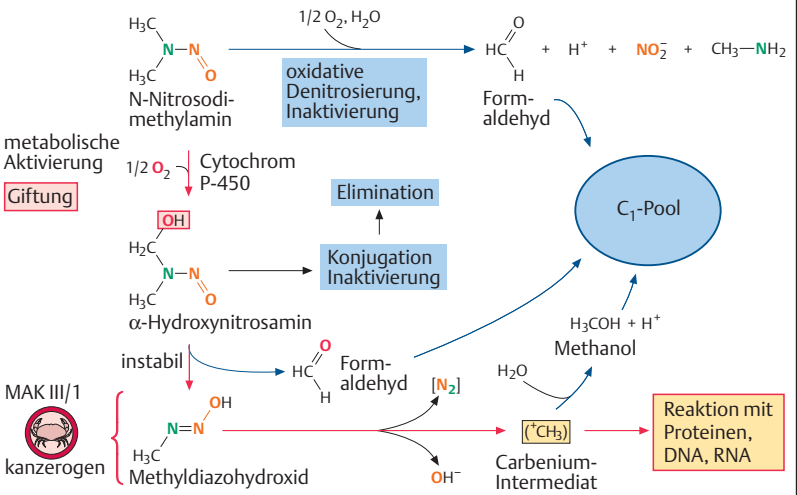 1/2 O₂, H₂O
H₃C
H₃C
N–N
O
N-Nitrosodi-
methylamin
oxidative
Denitrosierung,
Inaktivierung
HC
O
H
+ H⁺ + NO₂⁻ + CH₃–NH₂
Form-
aldehyd
metabolische
Aktivierung
Giftung
1/2 O₂
Cytochrom
P-450
Elimination
C₁-Pool
OH
H₂C
N–N
H₃C
O
α-Hydroxynitrosamin
Konjugation
Inaktivierung
instabil
HC
O
H
Form-
aldehyd
H₃COH + H⁺
Methanol
H₂O
MAK III/1
kanzerogen
OH
N=N
H₃C
Methyldiazohydroxid
[N₂]
OH⁻
(⁺CH₃)
Carbenium-
Intermediat
Reaktion mit
Proteinen,
DNA, RNA